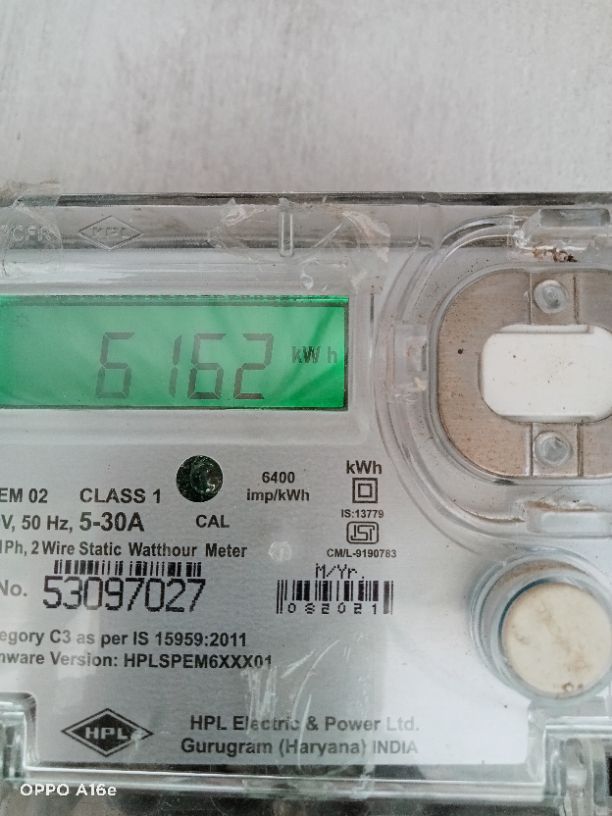 HPL
6162 kWh
EM 02 CLASS 1
6400 imp/kWh
kWh
V, 50 Hz, 5-30A CAL
IS:13779
ISI
CM/L-9190783
Ph, 2 Wire Static Watthour Meter
M/Yr.
No. 53097027
082021
egory C3 as per IS 15959:2011
mware Version: HPLSPEM6XXX01
HPL
HPL Electric & Power Ltd.
Gurugram (Haryana) INDIA
OPPO A16e